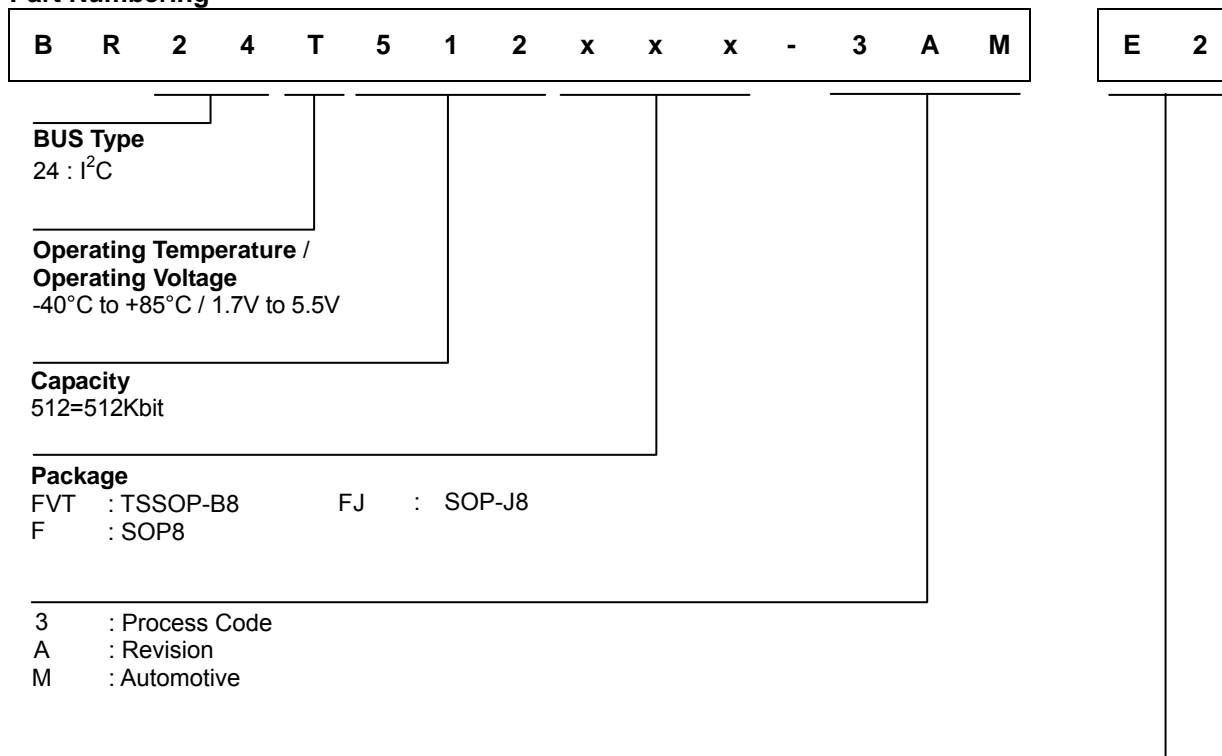 Part Numbering
B R 2 4 T 5 1 2 x x x - 3 A M E 2
BUS Type
24 : I²C
Operating Temperature /
Operating Voltage
-40°C to +85°C / 1.7V to 5.5V
Capacity
512=512Kbit
Package
FVT : TSSOP-B8 FJ : SOP-J8
F : SOP8
3 : Process Code
A : Revision
M : Automotive